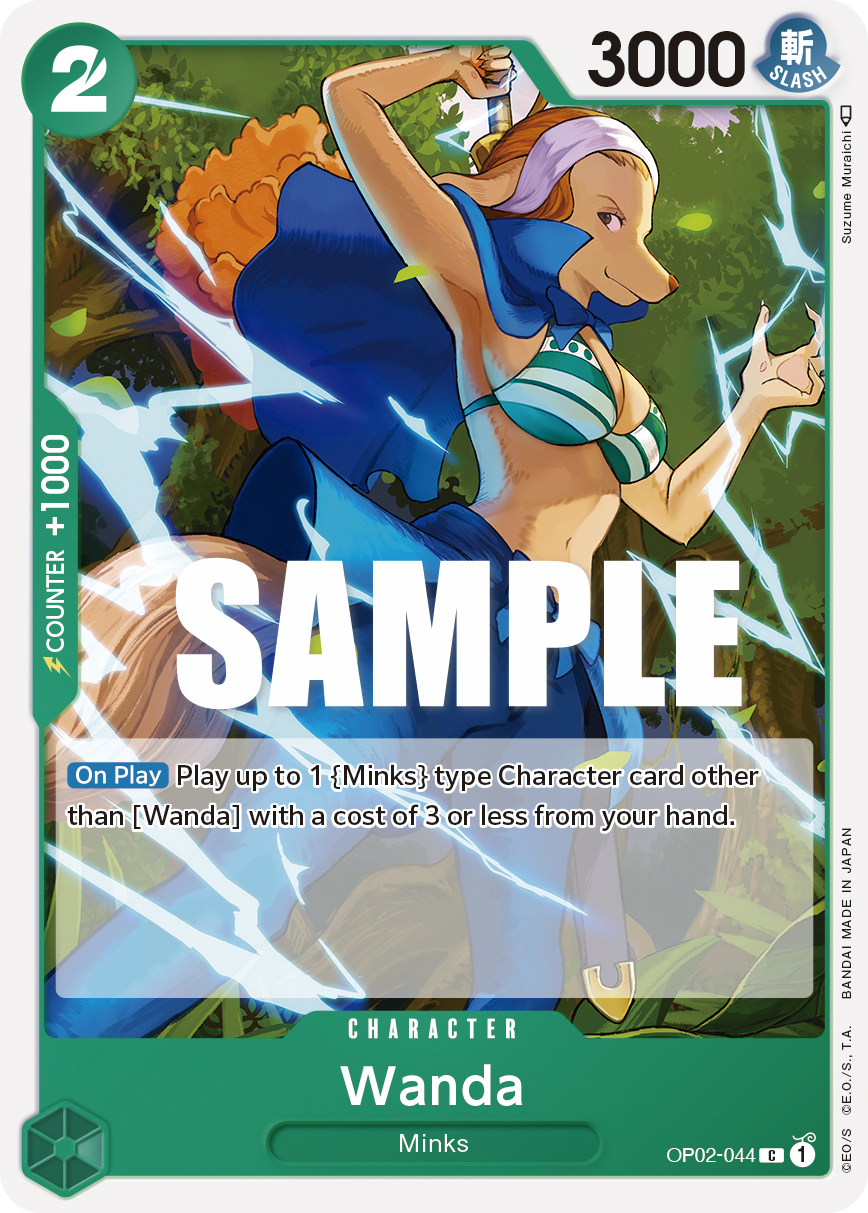 2
3000
斬
SLASH
Suzume Muraichi
COUNTER +1000
SAMPLE
On Play Play up to 1 {Minks} type Character card other
than [Wanda] with a cost of 3 or less from your hand.
CHARACTER
Wanda
Minks
OP02-044 C 1
©EO/S ©E.O./S., T.A. BANDAI MADE IN JAPAN